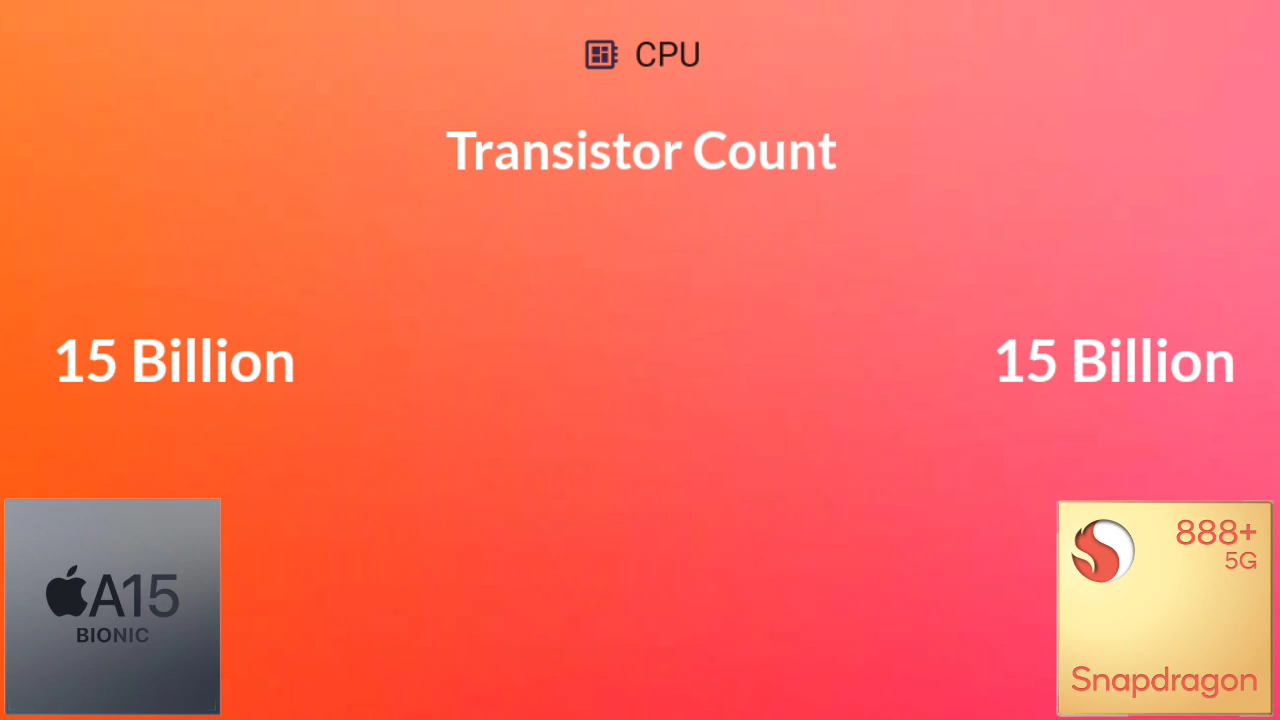 CPU
Transistor Count
15 Billion
15 Billion
A15
BIONIC
888+
5G
Snapdragon